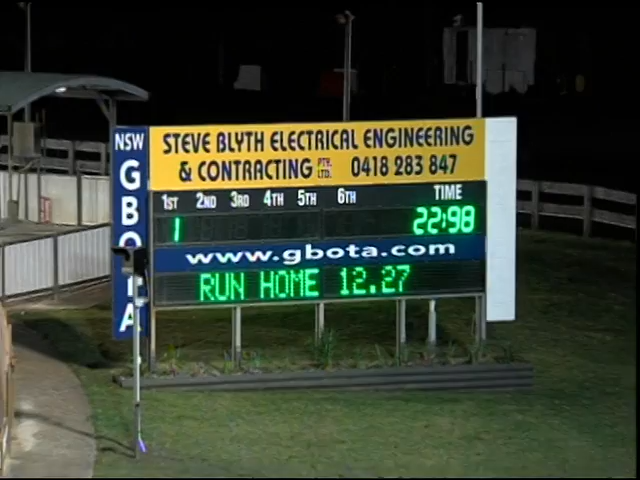 STEVE BLYTH ELECTRICAL ENGINEERING
& CONTRACTING PTY. LTD. 0418 283 847
NSW
GBOTA
1ST 2ND 3RD 4TH 5TH 6TH TIME
1 22:98
www.gbota.com
RUN HOME 12.27